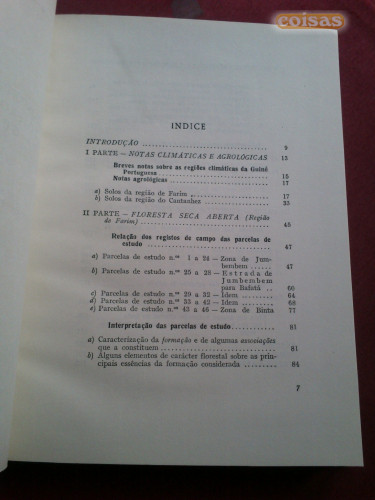 coisas
INDICE
INTRODUÇÃO 9
I PARTE — NOTAS CLIMÁTICAS E AGROLÓGICAS 15
Breves notas sobre as regiões climáticas da Guiné
Portuguesa 15
Notas agrológicas 17
a) Solos da região de Farim 17
b) Solos do Cantanhez 33
II PARTE — FLORESTA SECA ABERTA (Região
do Farim) 45
Relação dos registos de campo das parcelas de
estudo 47
a) Parcelas de estudo n.os 1 a 24 — Zona de Jum-
bembem 47
b) Parcelas de estudo n.os 25 a 28 — Estrada de
Jumbembem
para Bafatá 60
c) Parcelas de estudo n.os 29 a 32 — Idem 64
d) Parcelas de estudo n.os 33 a 42 — Idem 68
e) Parcelas de estudo n.os 43 a 46 — Zona de Binta 77
Interpretação das parcelas de estudo 81
a) Caracterização da formação e de algumas associações
que a constituem 81
b) Alguns elementos de carácter florestal sobre as prin-
cipais essências da formação considerada 84
7